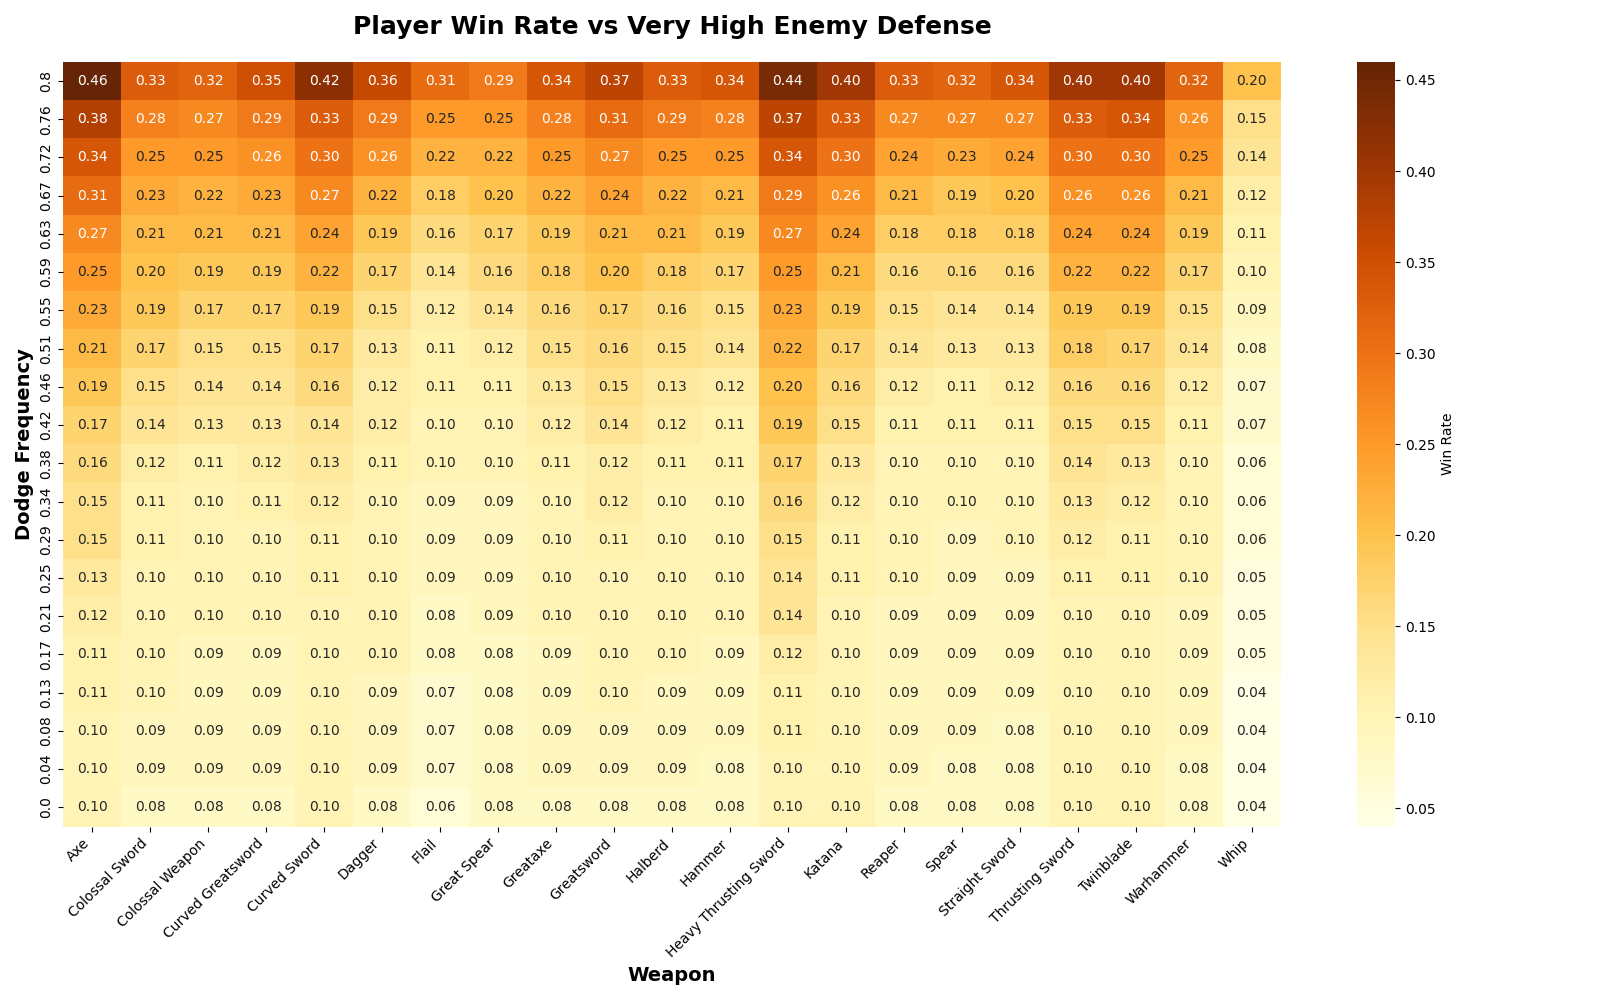 Player Win Rate vs Very High Enemy Defense
Dodge Frequency
0.8 0.46 0.33 0.32 0.35 0.42 0.36 0.31 0.29 0.34 0.37 0.33 0.34 0.44 0.40 0.33 0.32 0.34 0.40 0.40 0.32 0.20
0.76 0.38 0.28 0.27 0.29 0.33 0.29 0.25 0.25 0.28 0.31 0.29 0.28 0.37 0.33 0.27 0.27 0.27 0.33 0.34 0.26 0.15
0.72 0.34 0.25 0.25 0.26 0.30 0.26 0.22 0.22 0.25 0.27 0.25 0.25 0.34 0.30 0.24 0.23 0.24 0.30 0.30 0.25 0.14
0.67 0.31 0.23 0.22 0.23 0.27 0.22 0.18 0.20 0.22 0.24 0.22 0.21 0.29 0.26 0.21 0.19 0.20 0.26 0.26 0.21 0.12
0.63 0.27 0.21 0.21 0.21 0.24 0.19 0.16 0.17 0.19 0.21 0.21 0.19 0.27 0.24 0.18 0.18 0.18 0.24 0.24 0.19 0.11
0.59 0.25 0.20 0.19 0.19 0.22 0.17 0.14 0.16 0.18 0.20 0.18 0.17 0.25 0.21 0.16 0.16 0.16 0.22 0.22 0.17 0.10
0.55 0.23 0.19 0.17 0.17 0.19 0.15 0.12 0.14 0.16 0.17 0.16 0.15 0.23 0.19 0.15 0.14 0.14 0.19 0.19 0.15 0.09
0.51 0.21 0.17 0.15 0.15 0.17 0.13 0.11 0.12 0.15 0.16 0.15 0.14 0.22 0.17 0.14 0.13 0.13 0.18 0.17 0.14 0.08
0.46 0.19 0.15 0.14 0.14 0.16 0.12 0.11 0.11 0.13 0.15 0.13 0.12 0.20 0.16 0.12 0.11 0.12 0.16 0.16 0.12 0.07
0.42 0.17 0.14 0.13 0.13 0.14 0.12 0.10 0.10 0.12 0.14 0.12 0.11 0.19 0.15 0.11 0.11 0.11 0.15 0.15 0.11 0.07
0.38 0.16 0.12 0.11 0.12 0.13 0.11 0.10 0.10 0.11 0.12 0.11 0.11 0.17 0.13 0.10 0.10 0.10 0.14 0.13 0.10 0.06
0.34 0.15 0.11 0.10 0.11 0.12 0.10 0.09 0.09 0.10 0.12 0.10 0.10 0.16 0.12 0.10 0.10 0.10 0.13 0.12 0.10 0.06
0.29 0.15 0.11 0.10 0.10 0.11 0.10 0.09 0.09 0.10 0.11 0.10 0.10 0.15 0.11 0.10 0.09 0.10 0.12 0.11 0.10 0.06
0.25 0.13 0.10 0.10 0.10 0.11 0.10 0.09 0.09 0.10 0.10 0.10 0.10 0.14 0.11 0.10 0.09 0.09 0.11 0.11 0.10 0.05
0.21 0.12 0.10 0.10 0.10 0.10 0.10 0.08 0.09 0.10 0.10 0.10 0.10 0.14 0.10 0.09 0.09 0.09 0.10 0.10 0.09 0.05
0.17 0.11 0.10 0.09 0.09 0.10 0.10 0.08 0.08 0.09 0.10 0.10 0.09 0.12 0.10 0.09 0.09 0.09 0.10 0.10 0.09 0.05
0.13 0.11 0.10 0.09 0.09 0.10 0.09 0.07 0.08 0.09 0.10 0.09 0.09 0.11 0.10 0.09 0.09 0.09 0.10 0.10 0.09 0.04
0.08 0.10 0.09 0.09 0.09 0.10 0.09 0.07 0.08 0.09 0.09 0.09 0.09 0.11 0.10 0.09 0.09 0.08 0.10 0.10 0.09 0.04
0.04 0.10 0.09 0.09 0.09 0.10 0.09 0.07 0.08 0.09 0.09 0.09 0.08 0.10 0.10 0.09 0.08 0.08 0.10 0.10 0.08 0.04
0.0 0.10 0.08 0.08 0.08 0.10 0.08 0.06 0.08 0.08 0.08 0.08 0.08 0.10 0.10 0.08 0.08 0.08 0.10 0.10 0.08 0.04
Axe
Colossal Sword
Colossal Weapon
Curved Greatsword
Curved Sword
Dagger
Flail
Great Spear
Greataxe
Greatsword
Halberd
Hammer
Heavy Thrusting Sword
Katana
Reaper
Spear
Straight Sword
Thrusting Sword
Twinblade
Warhammer
Whip
Weapon
0.45
0.40
0.35
0.30
0.25
0.20
0.15
0.10
0.05
Win Rate